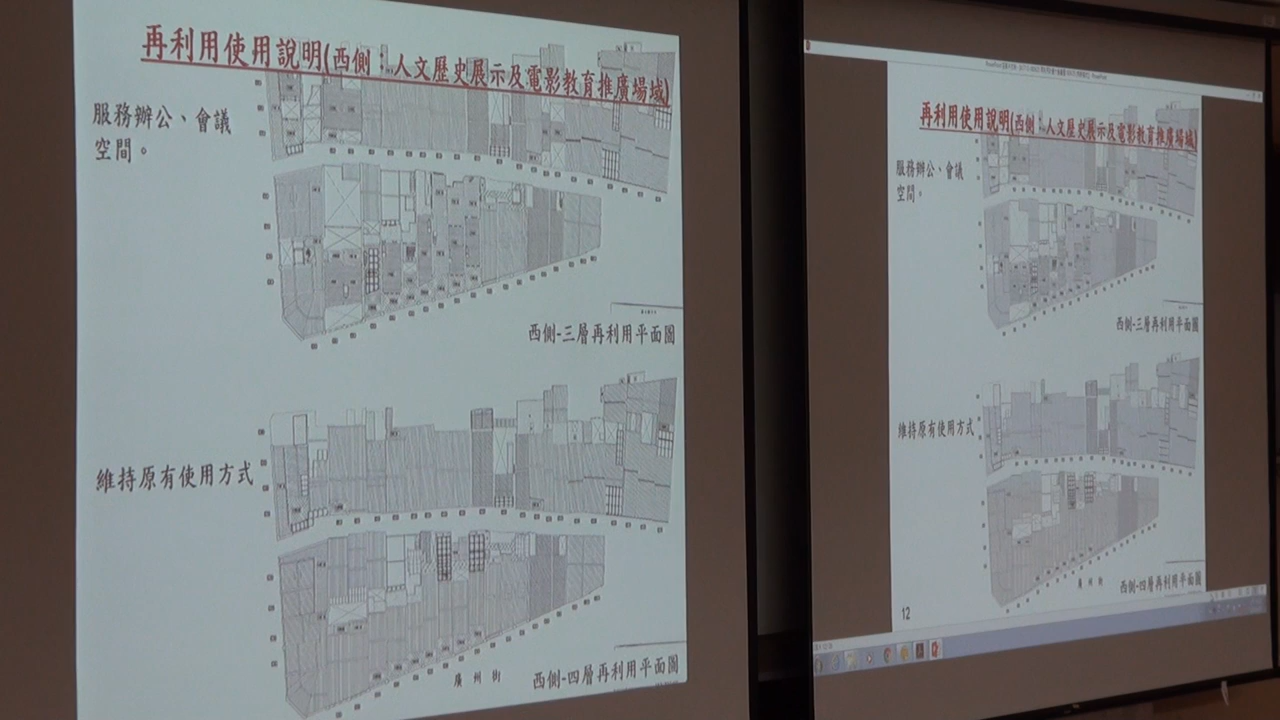 再利用使用說明(西側：人文歷史展示及電影教育推廣場域)
服務辦公、會議
空間。
西側-三層再利用平面圖
維持原有使用方式
廣州街
西側-四層再利用平面圖
再利用使用說明(西側：人文歷史展示及電影教育推廣場域)
服務辦公、會議
空間。
西側-三層再利用平面圖
維持原有使用方式
廣州街
西側-四層再利用平面圖
12